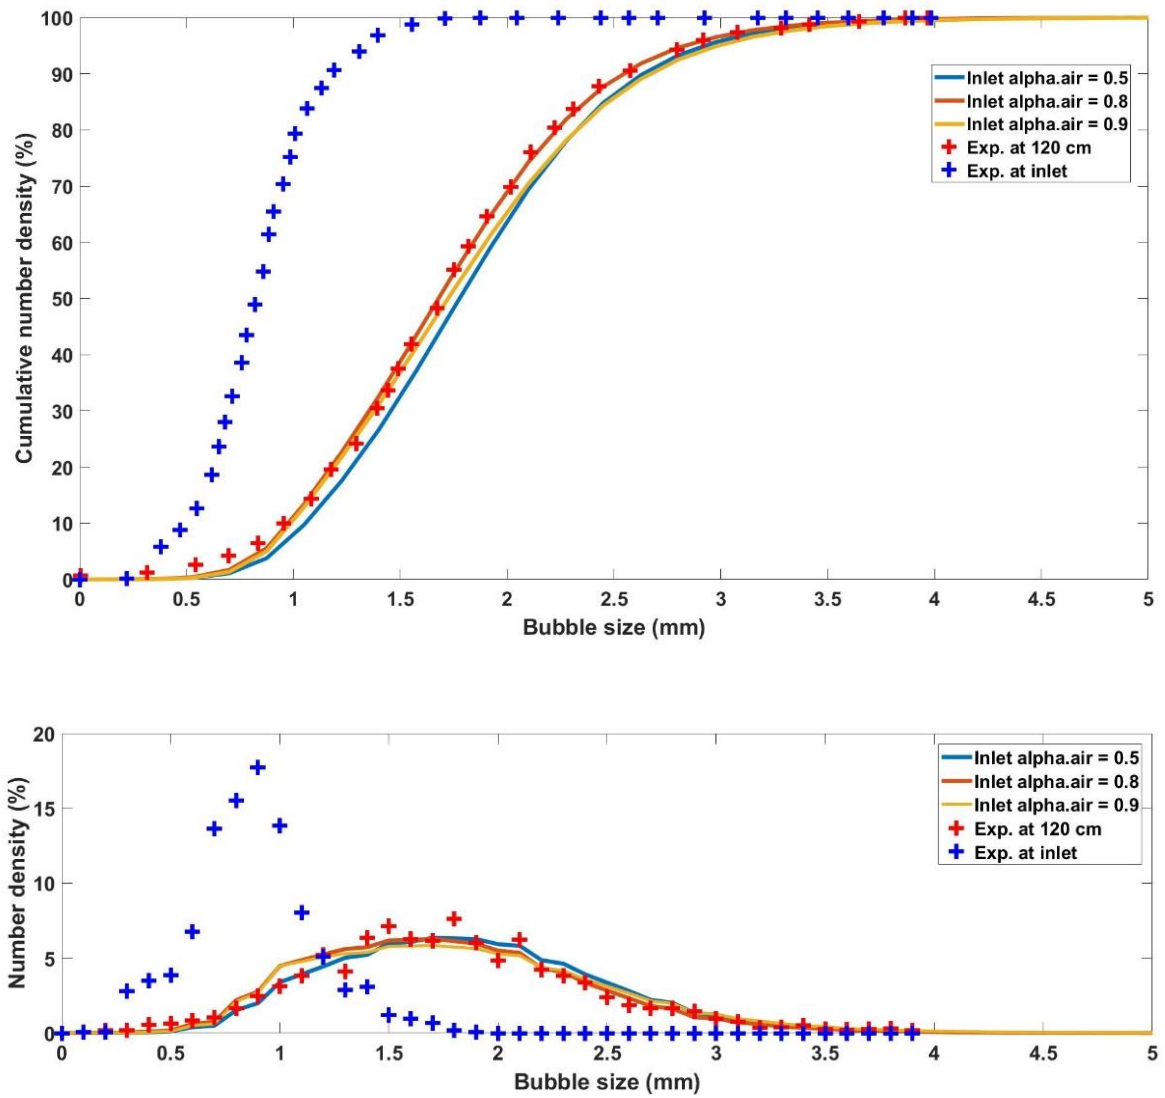 100
90
80
70
60
50
40
30
20
10
0
Cumulative number density (%)
Inlet alpha.air = 0.5
Inlet alpha.air = 0.8
Inlet alpha.air = 0.9
Exp. at 120 cm
Exp. at inlet
0 0.5 1 1.5 2 2.5 3 3.5 4 4.5 5
Bubble size (mm)
20
15
10
5
0
Number density (%)
Inlet alpha.air = 0.5
Inlet alpha.air = 0.8
Inlet alpha.air = 0.9
Exp. at 120 cm
Exp. at inlet
0 0.5 1 1.5 2 2.5 3 3.5 4 4.5 5
Bubble size (mm)